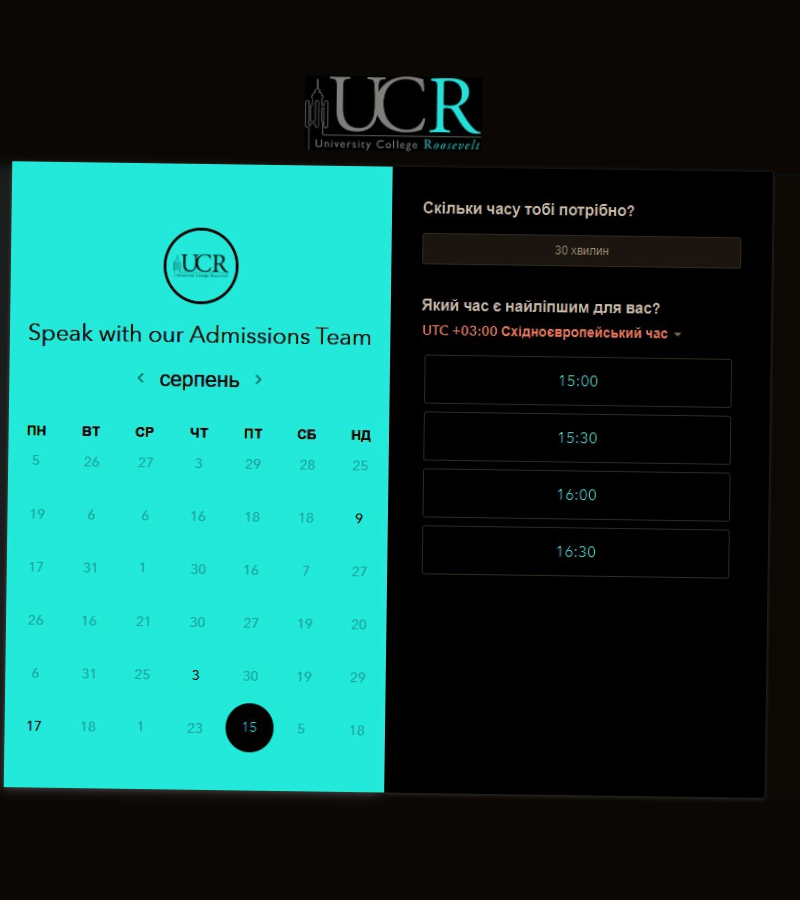 UCR
University College Roosevelt
UCR
Speak with our Admissions Team
серпень
ПН ВТ СР ЧТ ПТ СБ НД
5 26 27 3 29 28 25
19 6 6 16 18 18 9
17 31 1 30 16 7 27
26 16 21 30 27 19 20
6 31 25 3 30 19 29
17 18 1 23 15 5 18
Скільки часу тобі потрібно?
30 хвилин
Який час є найліпшим для вас?
UTC +03:00 Східноєвропейський час
15:00
15:30
16:00
16:30